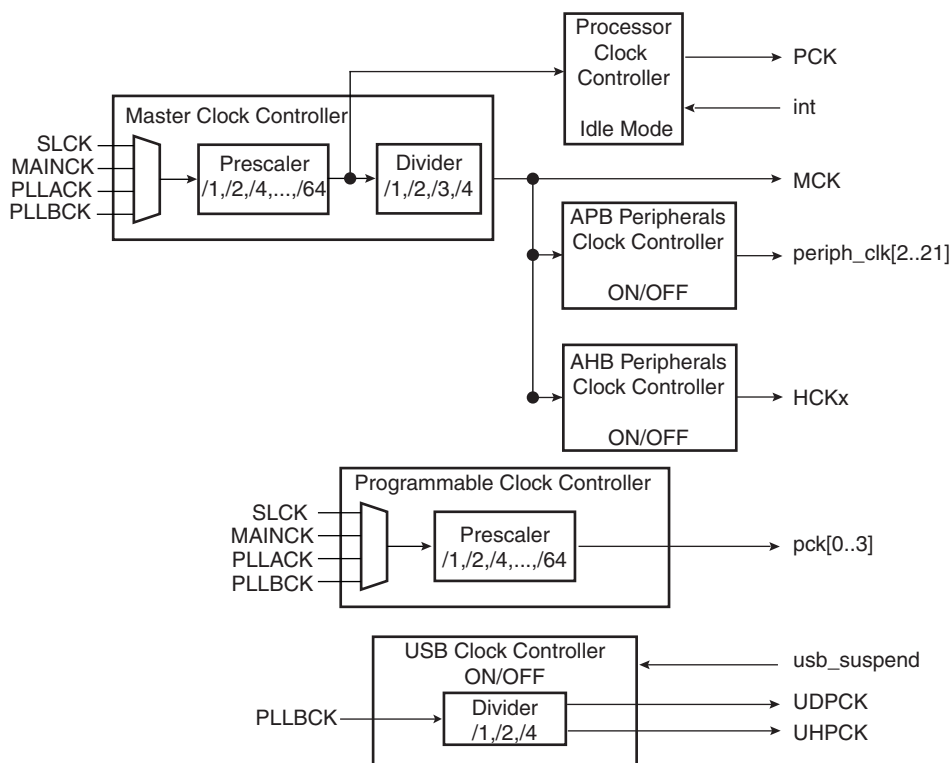 Processor
Clock
Controller
Idle Mode
PCK
int
Master Clock Controller
SLCK
MAINCK
PLLACK
PLLBCK
Prescaler
/1,/2,/4,...,/64
Divider
/1,/2,/3,/4
MCK
APB Peripherals
Clock Controller
ON/OFF
periph_clk[2..21]
AHB Peripherals
Clock Controller
ON/OFF
HCKx
Programmable Clock Controller
SLCK
MAINCK
PLLACK
PLLBCK
Prescaler
/1,/2,/4,...,/64
pck[0..3]
USB Clock Controller
ON/OFF
usb_suspend
PLLBCK
Divider
/1,/2,/4
UDPCK
UHPCK